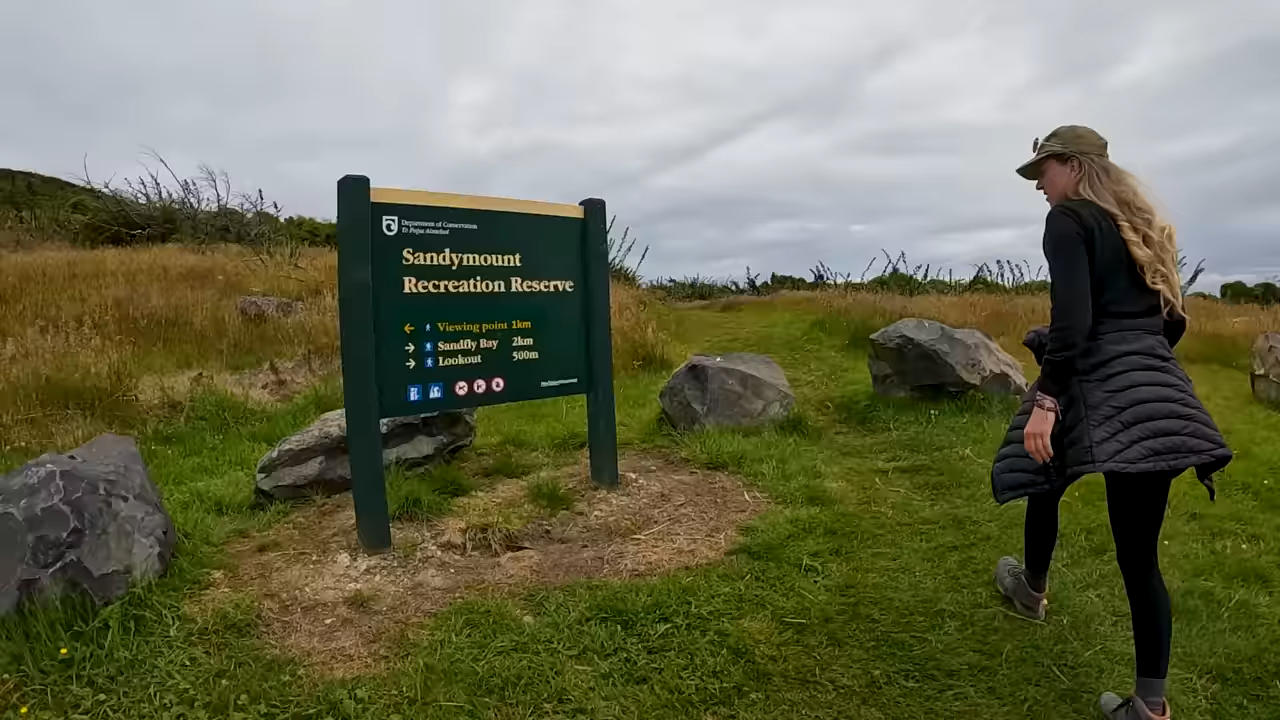 Department of Conservation
Te Papa Atawhai
Sandymount
Recreation Reserve
Viewing point 1km
Sandfly Bay 2km
Lookout 500m